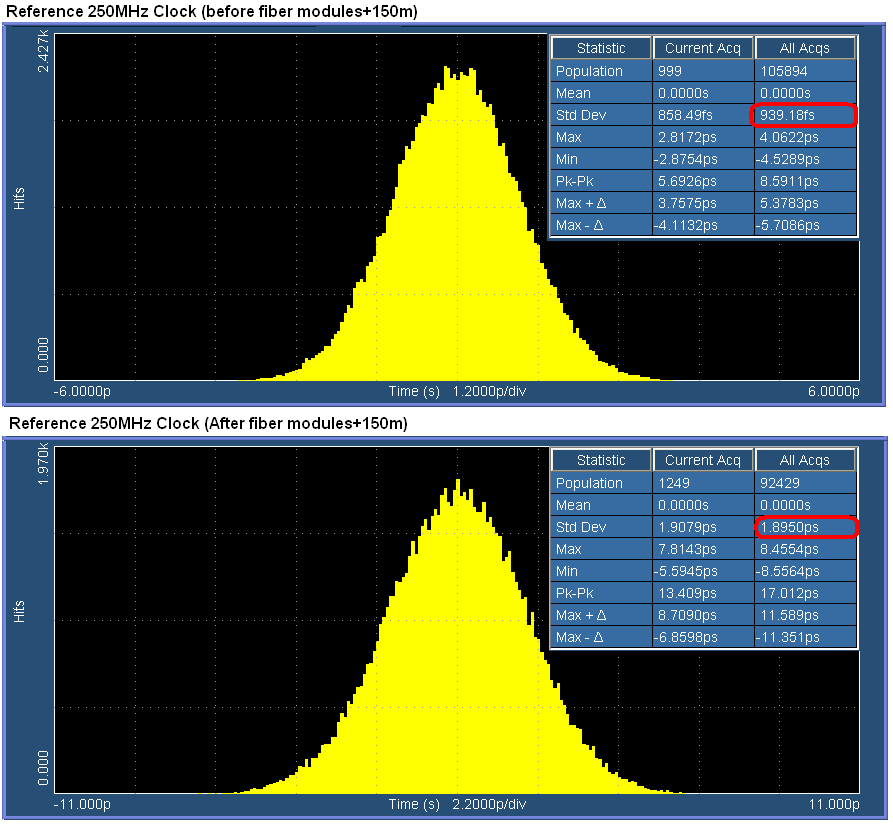 Reference 250MHz Clock (before fiber modules+150m)
2.427k
Hits
0.000
Statistic Current Acq All Acqs
Population 999 105894
Mean 0.0000s 0.0000s
Std Dev 858.49fs 939.18fs
Max 2.8172ps 4.0622ps
Min -2.8754ps -4.5289ps
Pk-Pk 5.6926ps 8.5911ps
Max + Δ 3.7575ps 5.3783ps
Max - Δ -4.1132ps -5.7086ps
-6.0000p Time (s) 1.2000p/div 6.0000p
Reference 250MHz Clock (After fiber modules+150m)
1.970k
Hits
0.000
Statistic Current Acq All Acqs
Population 1249 92429
Mean 0.0000s 0.0000s
Std Dev 1.9079ps 1.8950ps
Max 7.8143ps 8.4554ps
Min -5.5945ps -8.5564ps
Pk-Pk 13.409ps 17.012ps
Max + Δ 8.7090ps 11.589ps
Max - Δ -6.8598ps -11.351ps
-11.000p Time (s) 2.2000p/div 11.000p